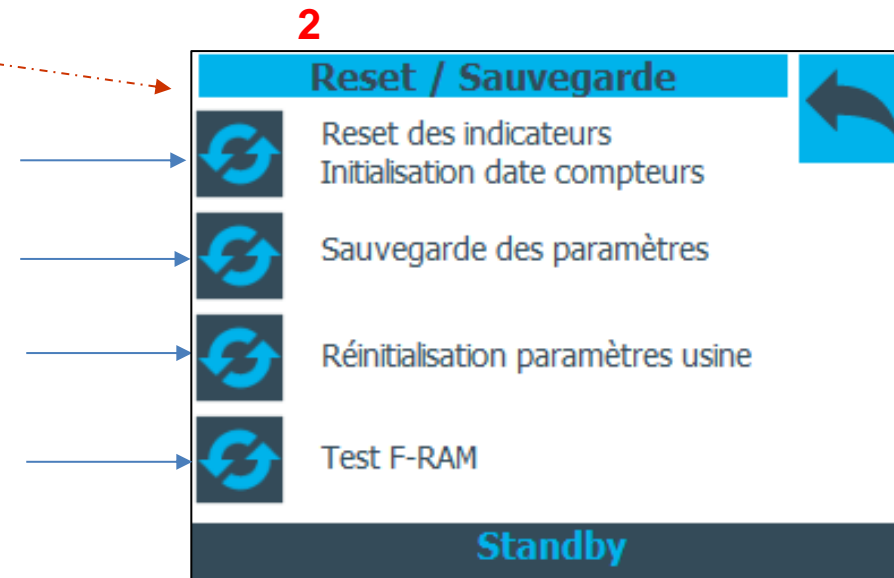 2
Reset / Sauvegarde
Reset des indicateurs
Initialisation date compteurs
Sauvegarde des paramètres
Réinitialisation paramètres usine
Test F-RAM
Standby